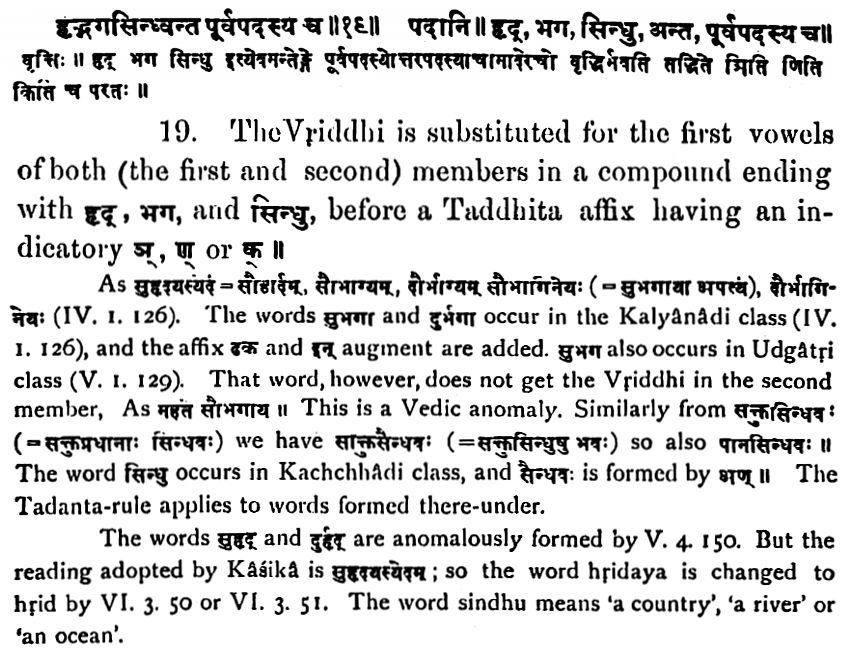 हृद्भगसिन्ध्वन्ते पूर्वपदस्य च ॥१९॥ पदानि ॥ हृद्, भग, सिन्धु, अन्त, पूर्वपदस्य च॥
वृत्तिः ॥ हृद् भग सिन्धु इत्येवमन्तेङ्गे पूर्वपदस्योत्तरपदस्याचामादेरचो वृद्धिर्भवति तद्धिते ञिति णिति
किति च परतः ॥
19. The Vṛiddhi is substituted for the first vowels
of both (the first and second) members in a compound ending
with हृद्, भग, and सिन्धु, before a Taddhita affix having an in-
dicatory ञ्, ण् or क् ॥
As सुहृदयस्येदं = सौहार्दम्, सौभाग्यम्, दौर्भाग्यम् सौभागिनेयः (= सुभगाया अपत्यं), दौर्भागि-
नेयः (IV. 1. 126). The words सुभगा and दुर्भगा occur in the Kalyânâdi class (IV.
1. 126), and the affix ढक and इन् augment are added. सुभग also occurs in Udgâtṛi
class (V. 1. 129). That word, however, does not get the Vṛiddhi in the second
member, As महते सौभगाय ॥ This is a Vedic anomaly. Similarly from सक्तुसिन्धवः
(= सक्तुप्रधानाः सिन्धवः) we have साक्तुसैन्धवः (= सक्तुसिन्धुषु भवः) so also पानसिन्धवः ॥
The word सिन्धु occurs in Kachchhâdi class, and सैन्धवः is formed by अण् ॥ The
Tadanta-rule applies to words formed there-under.
The words सुहृद् and दुर्हृद् are anomalously formed by V. 4. 150. But the
reading adopted by Kâśikâ is सुहृदयस्येदम्; so the word hṛidaya is changed to
hṛid by VI. 3. 50 or VI. 3. 51. The word sindhu means 'a country', 'a river' or
'an ocean'.